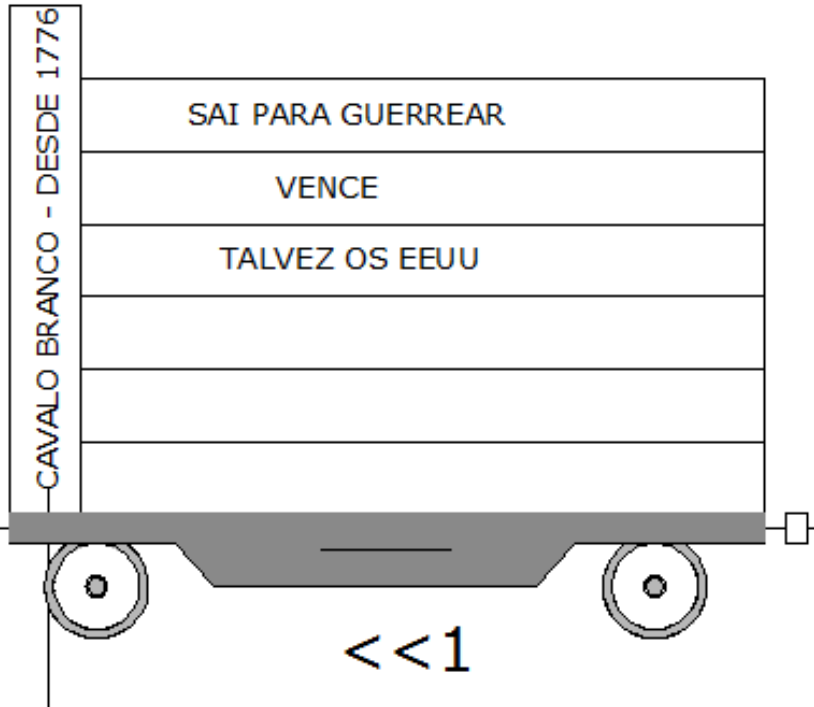 CAVALO BRANCO - DESDE 1776
SAI PARA GUERREAR
VENCE
TALVEZ OS EEUU
<<1